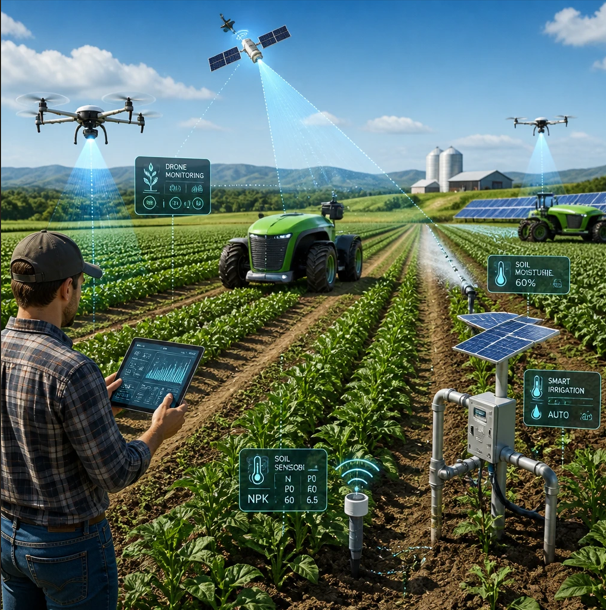 DRONE
MONITORING
SOIL
MOISTURIE
60%
SMART
IRRIGATION
AUTO
SOIL
SENSOBI
N P0
P0 60
NPK 60 6.5